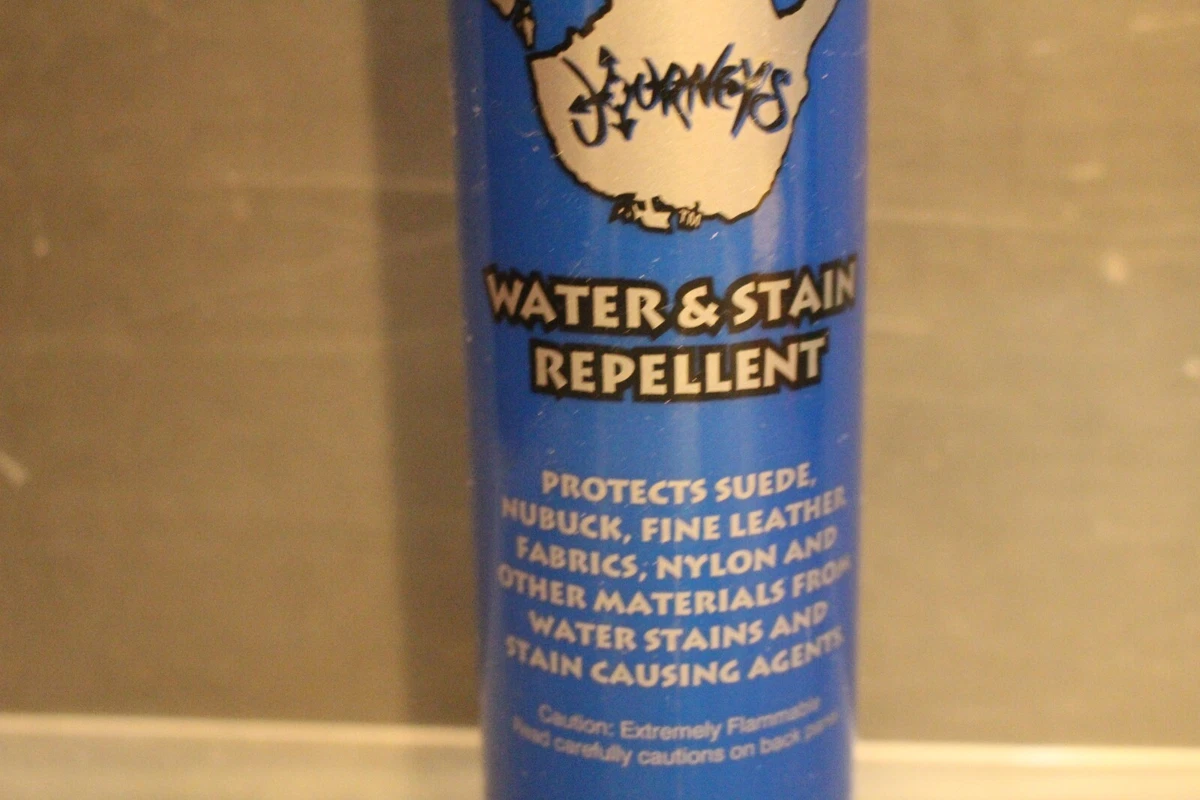 JOURNEYS
WATER & STAIN
REPELLENT
PROTECTS SUEDE,
NUBUCK, FINE LEATHER,
FABRICS, NYLON AND
OTHER MATERIALS FROM
WATER STAINS AND
STAIN CAUSING AGENTS.
Caution: Extremely Flammable
Read carefully cautions on back panel